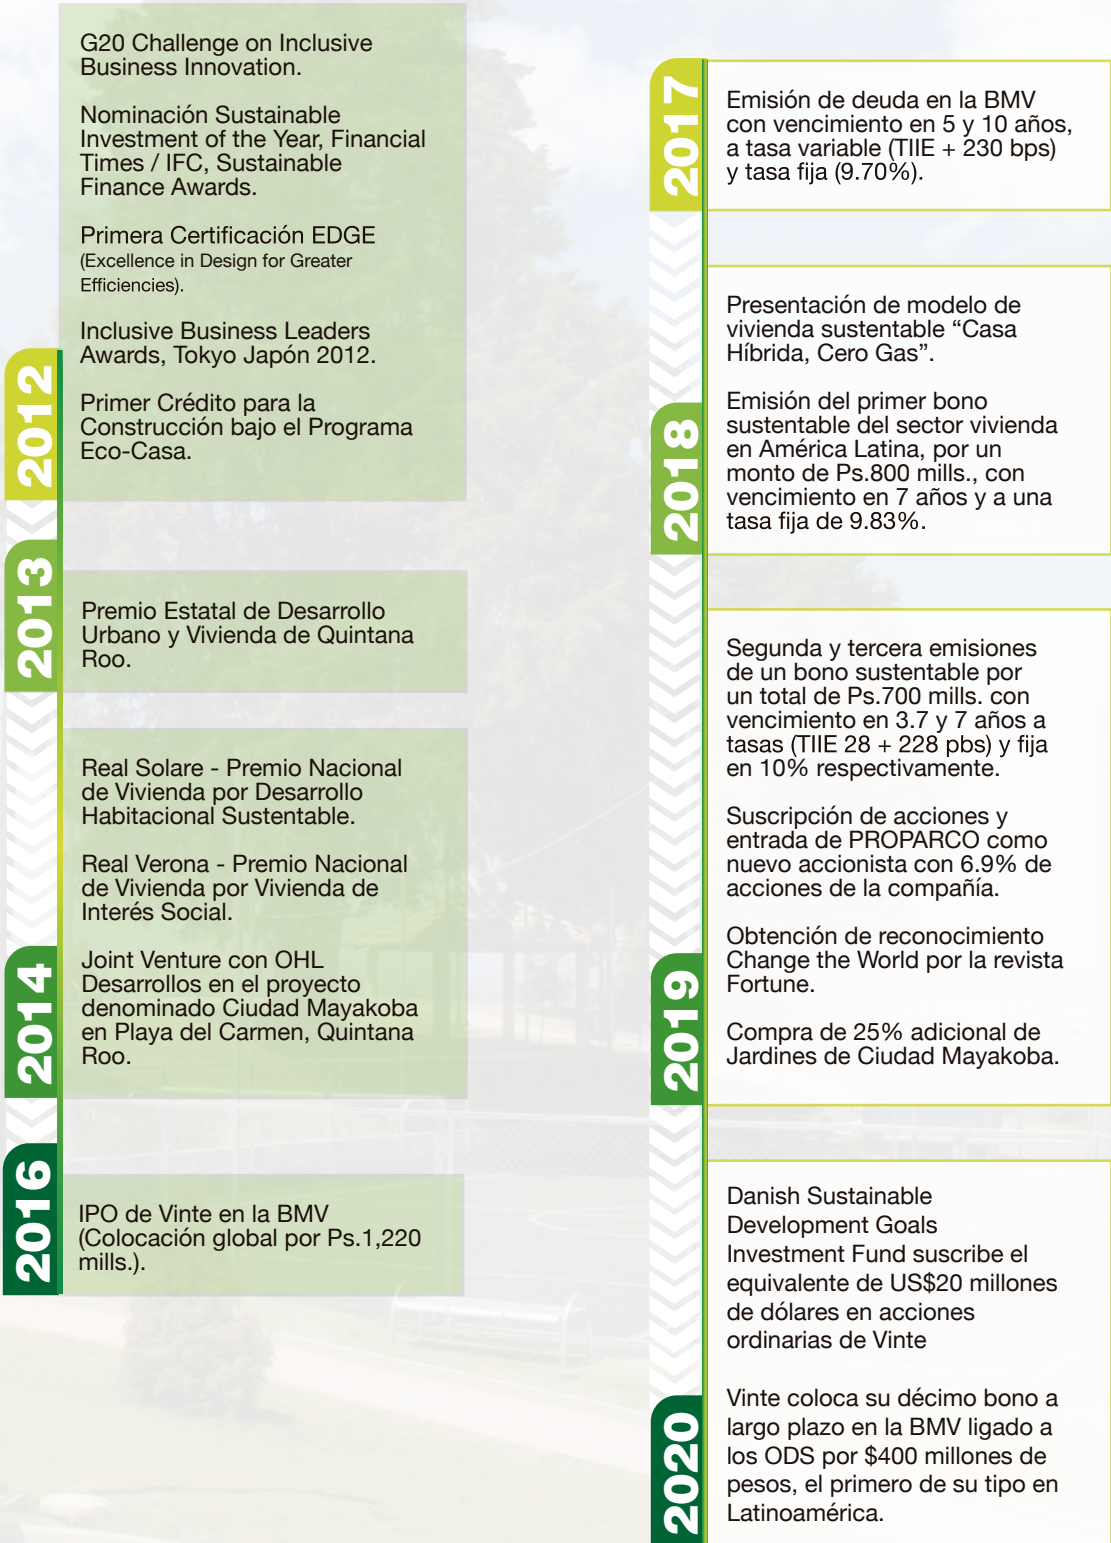 G20 Challenge on Inclusive
Business Innovation.
Nominación Sustainable
Investment of the Year, Financial
Times / IFC, Sustainable
Finance Awards.
Primera Certificación EDGE
(Excellence in Design for Greater
Efficiencies).
Inclusive Business Leaders
Awards, Tokyo Japón 2012.
Primer Crédito para la
Construcción bajo el Programa
Eco-Casa.
2012
2013
Premio Estatal de Desarrollo
Urbano y Vivienda de Quintana
Roo.
Real Solare - Premio Nacional
de Vivienda por Desarrollo
Habitacional Sustentable.
Real Verona - Premio Nacional
de Vivienda por Vivienda de
Interés Social.
Joint Venture con OHL
Desarrollos en el proyecto
denominado Ciudad Mayakoba
en Playa del Carmen, Quintana
Roo.
2014
2016
IPO de Vinte en la BMV
(Colocación global por Ps.1,220
mills.).
2017
Emisión de deuda en la BMV
con vencimiento en 5 y 10 años,
a tasa variable (TIIE + 230 bps)
y tasa fija (9.70%).
Presentación de modelo de
vivienda sustentable “Casa
Híbrida, Cero Gas”.
Emisión del primer bono
sustentable del sector vivienda
en América Latina, por un
monto de Ps.800 mills., con
vencimiento en 7 años y a una
tasa fija de 9.83%.
2018
Segunda y tercera emisiones
de un bono sustentable por
un total de Ps.700 mills. con
vencimiento en 3.7 y 7 años a
tasas (TIIE 28 + 228 pbs) y fija
en 10% respectivamente.
Suscripción de acciones y
entrada de PROPARCO como
nuevo accionista con 6.9% de
acciones de la compañía.
Obtención de reconocimiento
Change the World por la revista
Fortune.
Compra de 25% adicional de
Jardines de Ciudad Mayakoba.
2019
Danish Sustainable
Development Goals
Investment Fund suscribe el
equivalente de US$20 millones
de dólares en acciones
ordinarias de Vinte
Vinte coloca su décimo bono a
largo plazo en la BMV ligado a
los ODS por $400 millones de
pesos, el primero de su tipo en
Latinoamérica.
2020